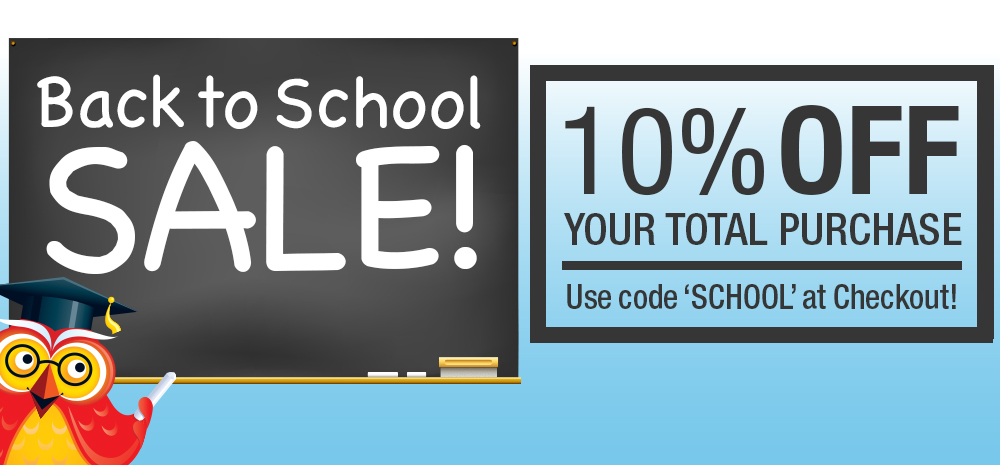 Back to School
SALE!
10% OFF
YOUR TOTAL PURCHASE
Use code ‘SCHOOL’ at Checkout!